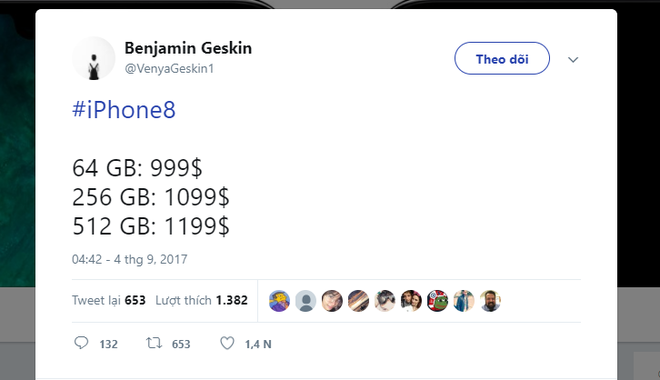 Benjamin Geskin
@VenyaGeskin1
Theo dõi
#iPhone8
64 GB: 999$
256 GB: 1099$
512 GB: 1199$
04:42 - 4 thg 9, 2017
Tweet lại 653 Lượt thích 1.382
132 653 1,4 N